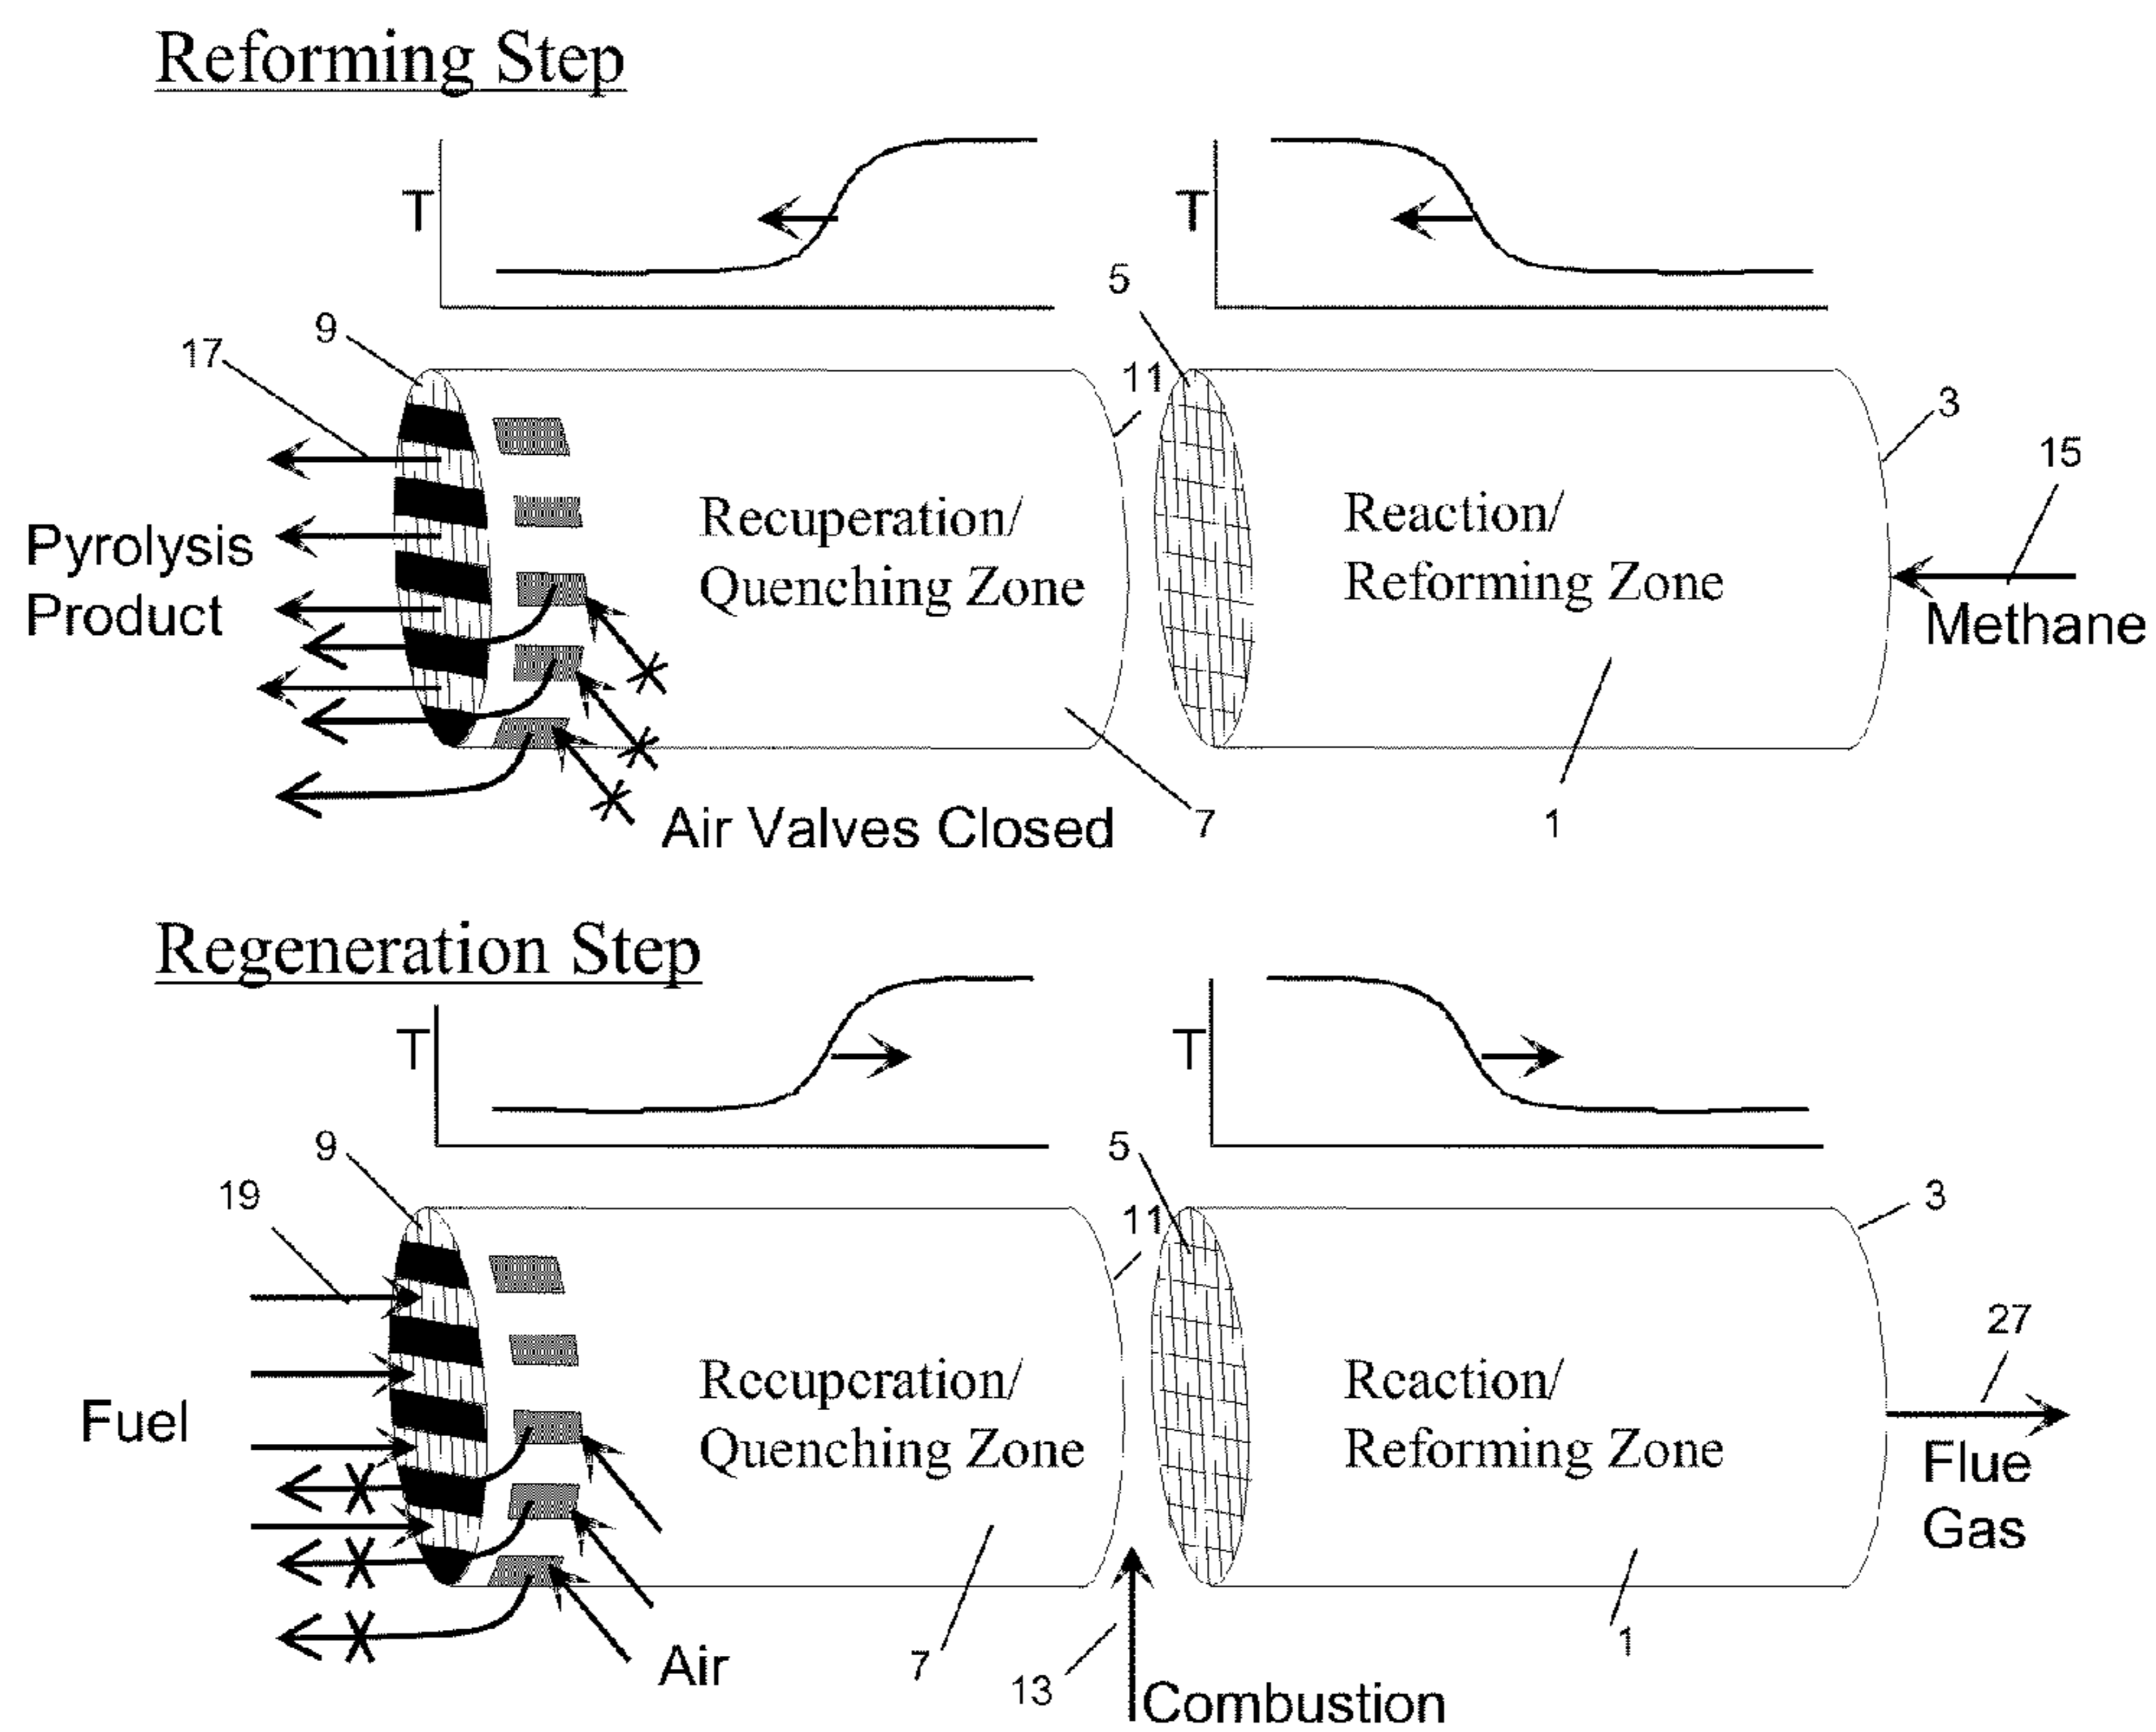 Reforming Step
T
T
5
9
17
11
3
15
Pyrolysis
Product
Recuperation/
Quenching Zone
Reaction/
Reforming Zone
Methane
Air Valves Closed
7
1
Regeneration Step
T
T
9
5
19
11
3
27
Fuel
Recuperation/
Quenching Zone
Reaction/
Reforming Zone
Flue
Gas
Air
7
13
Combustion
1